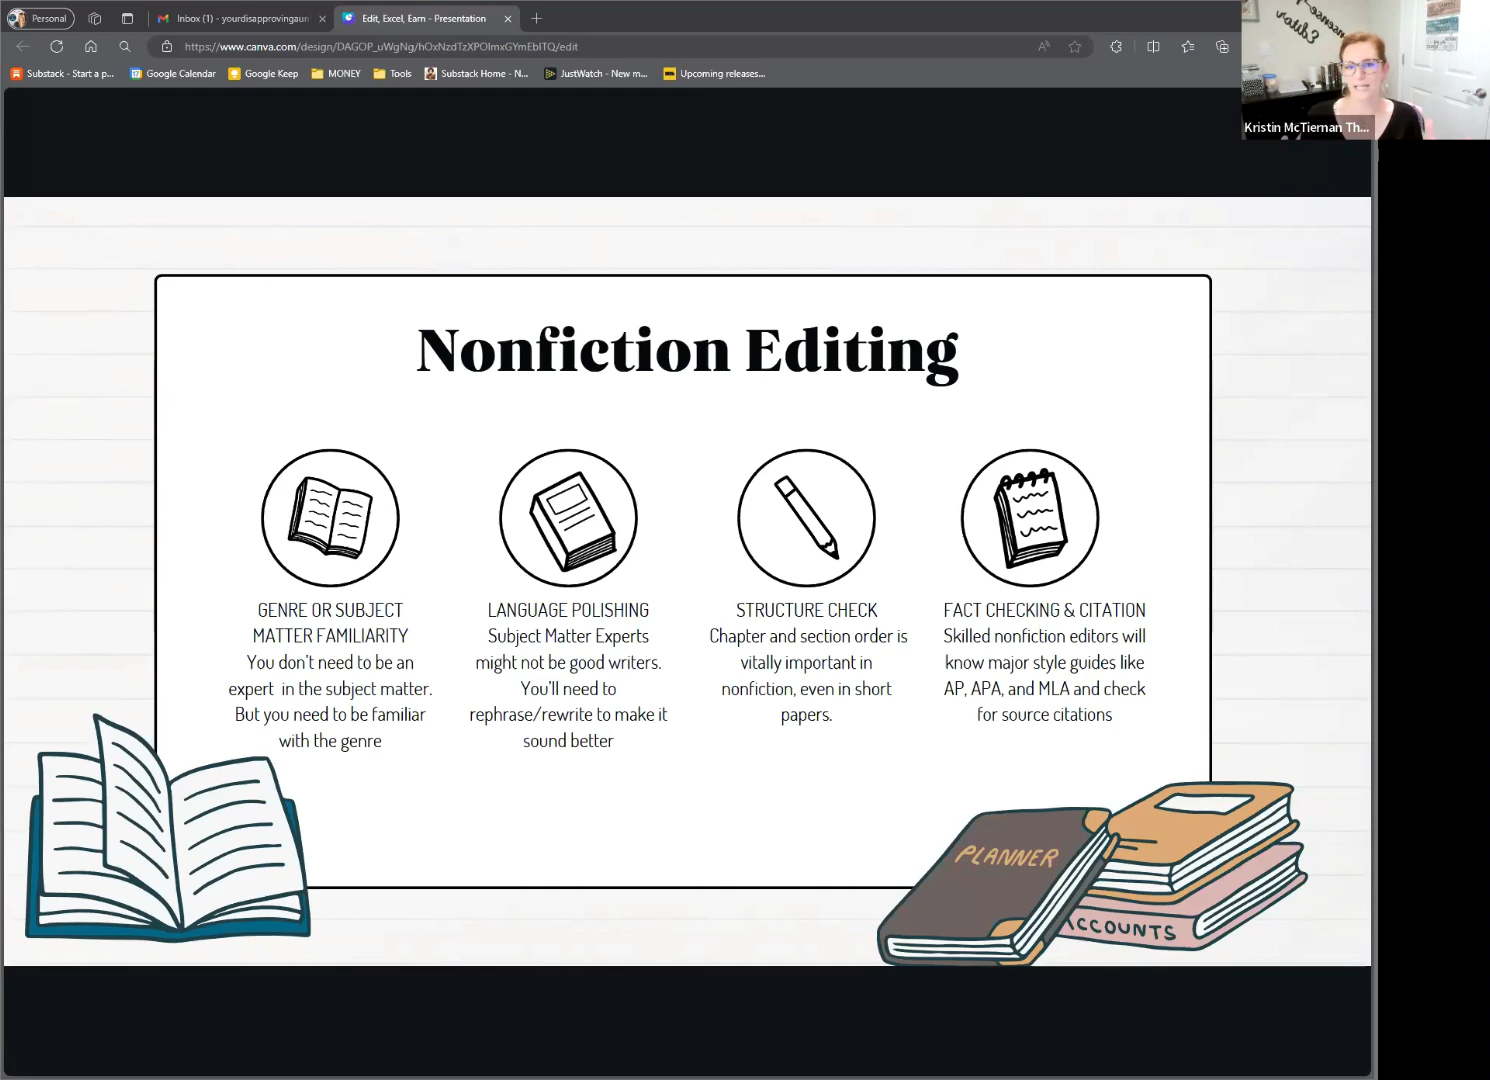 Personal
Inbox (1) - yourdisapprovingaun
Edit, Excel, Earn - Presentation
https://www.canva.com/design/DAGOP_uWgNg/hOxNzdTzXPOlmxGYmEbITQ/edit
Substack - Start a p...
Google Calendar
Google Keep
MONEY
Tools
Substack Home - N...
JustWatch - New m...
Upcoming releases...
Kristin McTiernan Th...
Nonfiction Editing
GENRE OR SUBJECT
MATTER FAMILIARITY
You don't need to be an
expert in the subject matter.
But you need to be familiar
with the genre
LANGUAGE POLISHING
Subject Matter Experts
might not be good writers.
You'll need to
rephrase/rewrite to make it
sound better
STRUCTURE CHECK
Chapter and section order is
vitally important in
nonfiction, even in short
papers.
FACT CHECKING & CITATION
Skilled nonfiction editors will
know major style guides like
AP, APA, and MLA and check
for source citations
PLANNER
ACCOUNTS